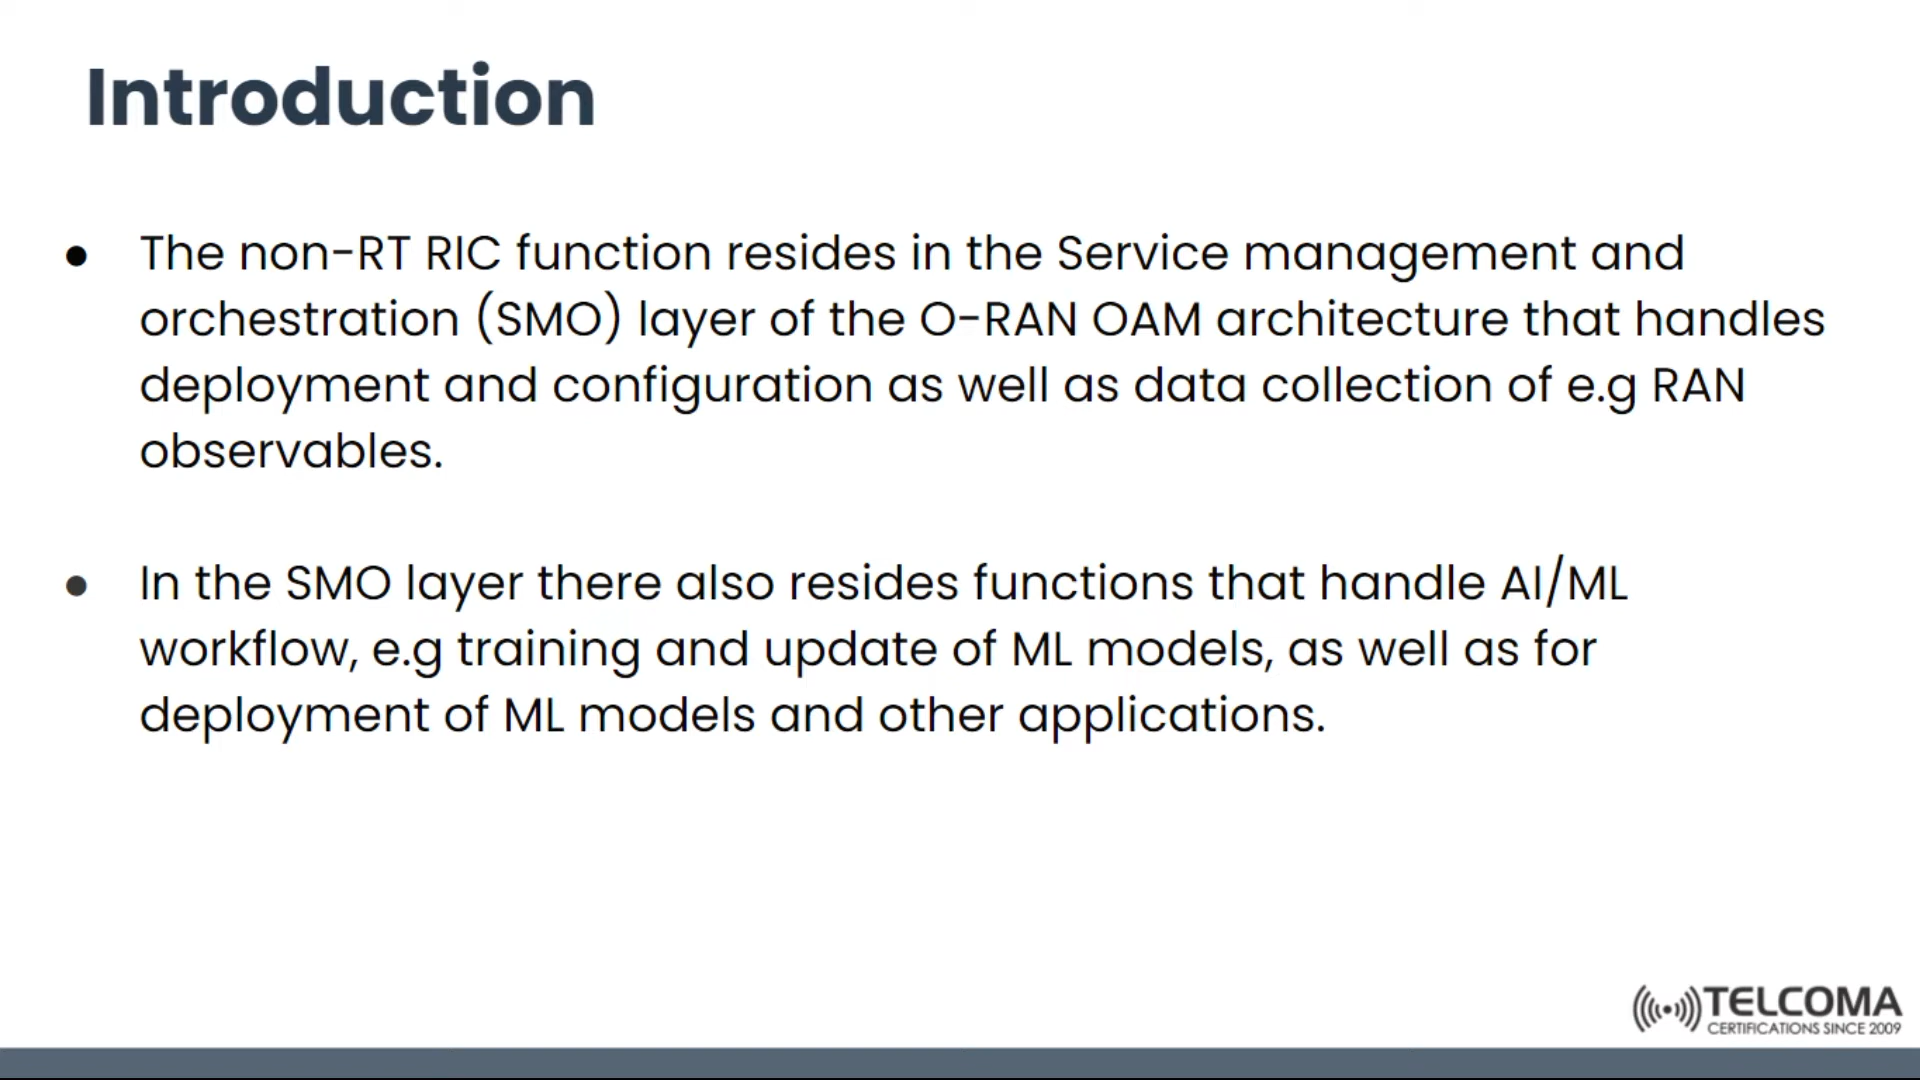 Introduction
● The non-RT RIC function resides in the Service management and
orchestration (SMO) layer of the O-RAN OAM architecture that handles
deployment and configuration as well as data collection of e.g RAN
observables.
● In the SMO layer there also resides functions that handle AI/ML
workflow, e.g training and update of ML models, as well as for
deployment of ML models and other applications.
TELCOMA
CERTIFICATIONS SINCE 2009